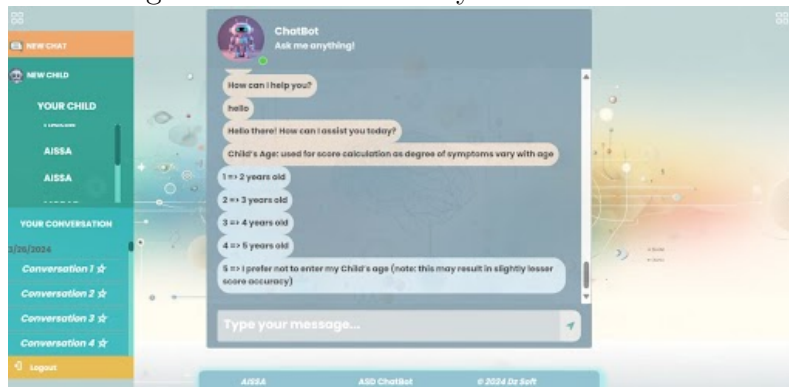 ChatBot
Ask me anything!
NEW CHAT
NEW CHILD
YOUR CHILD
AISSA
AISSA
YOUR CONVERSATION
Conversation 1 ☆
Conversation 2 ☆
Conversation 3 ☆
Conversation 4 ☆
Logout
How can I help you?
hello
Hello there! How can I assist you today?
Child's Age: used for score calculation as degree of symptoms vary with age
1 => 2 years old
2 => 3 years old
3 => 4 years old
4 => 5 years old
5 => I prefer not to enter my Child's age (note: this may result in slightly lesser
score accuracy)
Type your message...
AISSA ASD ChatBot © 2024 Dz Soft